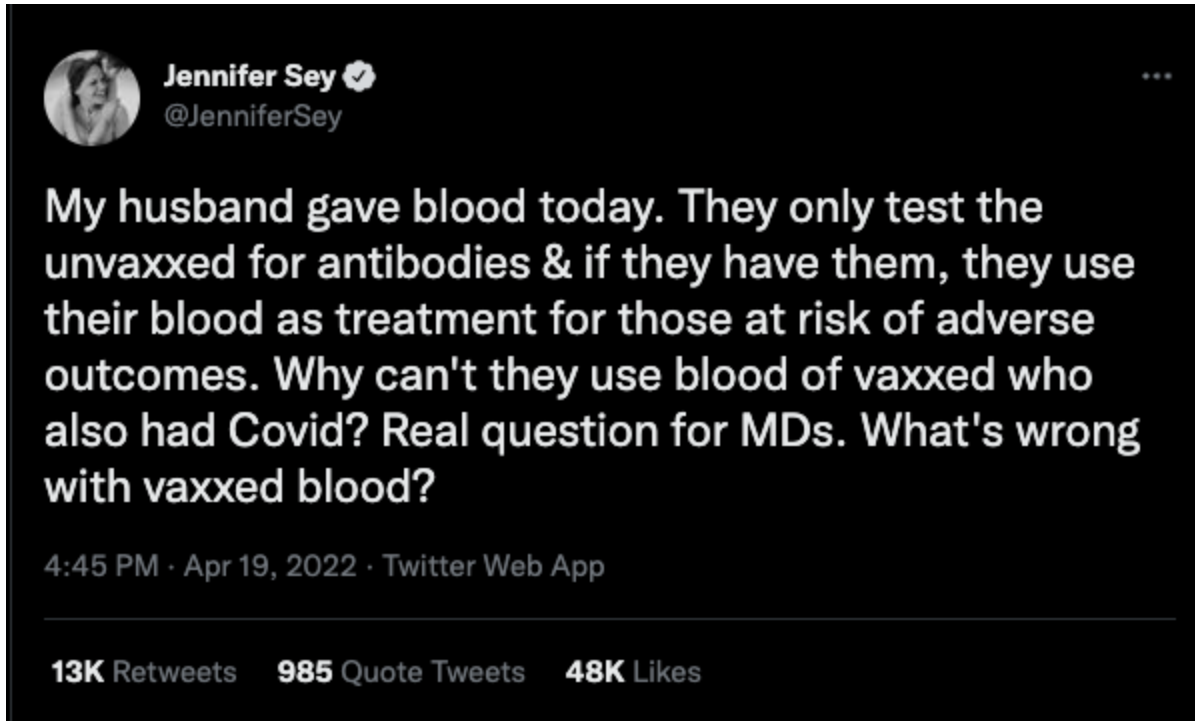 Jennifer Sey
@JenniferSey
My husband gave blood today. They only test the
unvaxxed for antibodies & if they have them, they use
their blood as treatment for those at risk of adverse
outcomes. Why can't they use blood of vaxxed who
also had Covid? Real question for MDs. What's wrong
with vaxxed blood?
4:45 PM · Apr 19, 2022 · Twitter Web App
13K Retweets 985 Quote Tweets 48K Likes